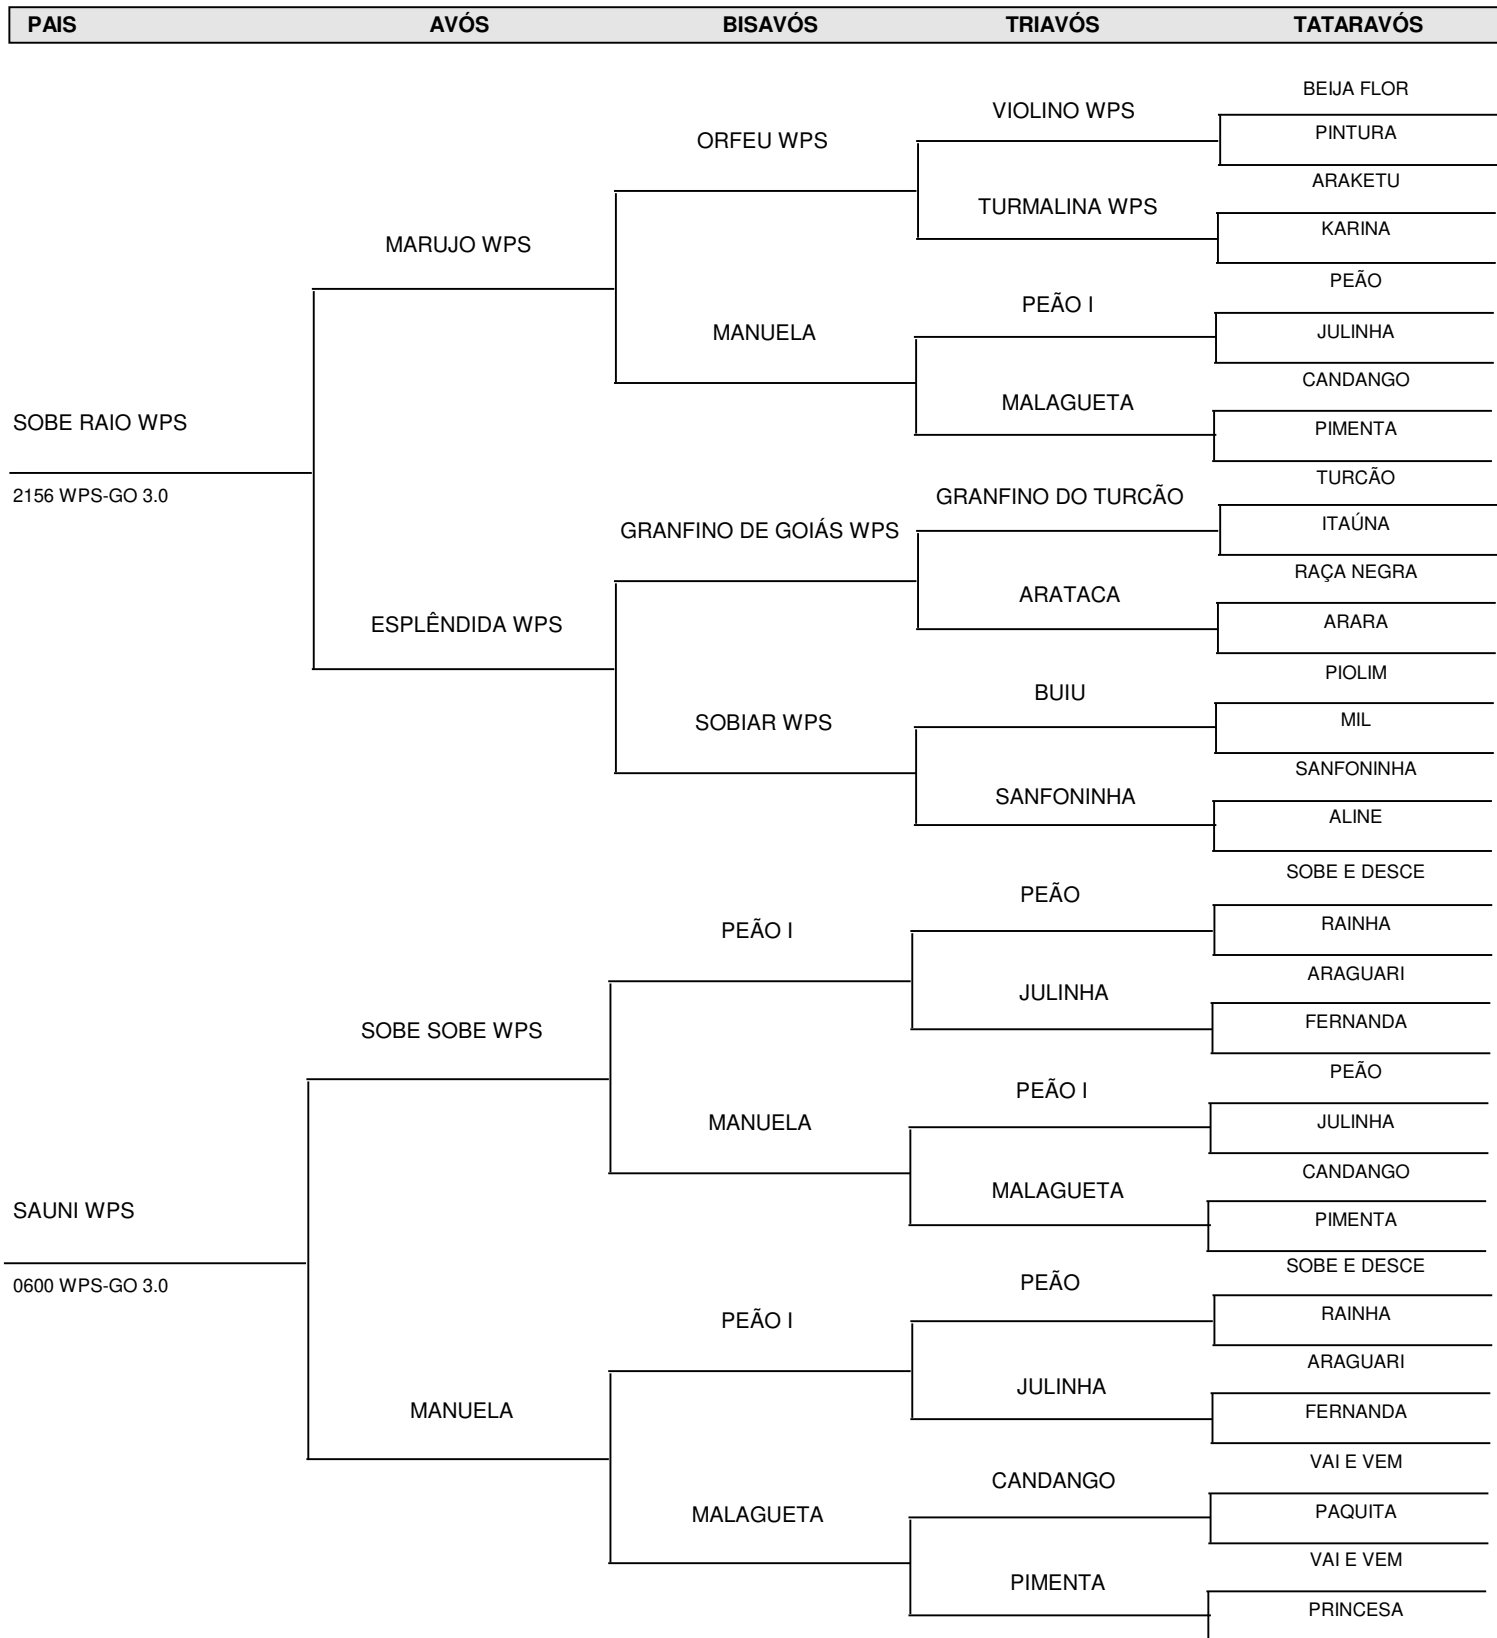 PAIS AVÓS BISAVÓS TRIAVÓS TATARAVÓS
BEIJA FLOR
VIOLINO WPS
PINTURA
ORFEU WPS
ARAKETU
TURMALINA WPS
KARINA
MARUJO WPS
PEÃO
PEÃO I
JULINHA
MANUELA
CANDANGO
MALAGUETA
PIMENTA
SOBE RAIO WPS
2156 WPS-GO 3.0
TURCÃO
GRANFINO DO TURCÃO
ITAÚNA
GRANFINO DE GOIÁS WPS
RAÇA NEGRA
ARATACA
ARARA
ESPLÊNDIDA WPS
PIOLIM
BUIU
MIL
SOBIAR WPS
SANFONINHA
SANFONINHA
ALINE
SOBE E DESCE
PEÃO
RAINHA
PEÃO I
ARAGUARI
JULINHA
FERNANDA
SOBE SOBE WPS
PEÃO
PEÃO I
JULINHA
MANUELA
CANDANGO
MALAGUETA
PIMENTA
SAUNI WPS
0600 WPS-GO 3.0
SOBE E DESCE
PEÃO
RAINHA
PEÃO I
ARAGUARI
JULINHA
FERNANDA
MANUELA
VAI E VEM
CANDANGO
PAQUITA
MALAGUETA
VAI E VEM
PIMENTA
PRINCESA